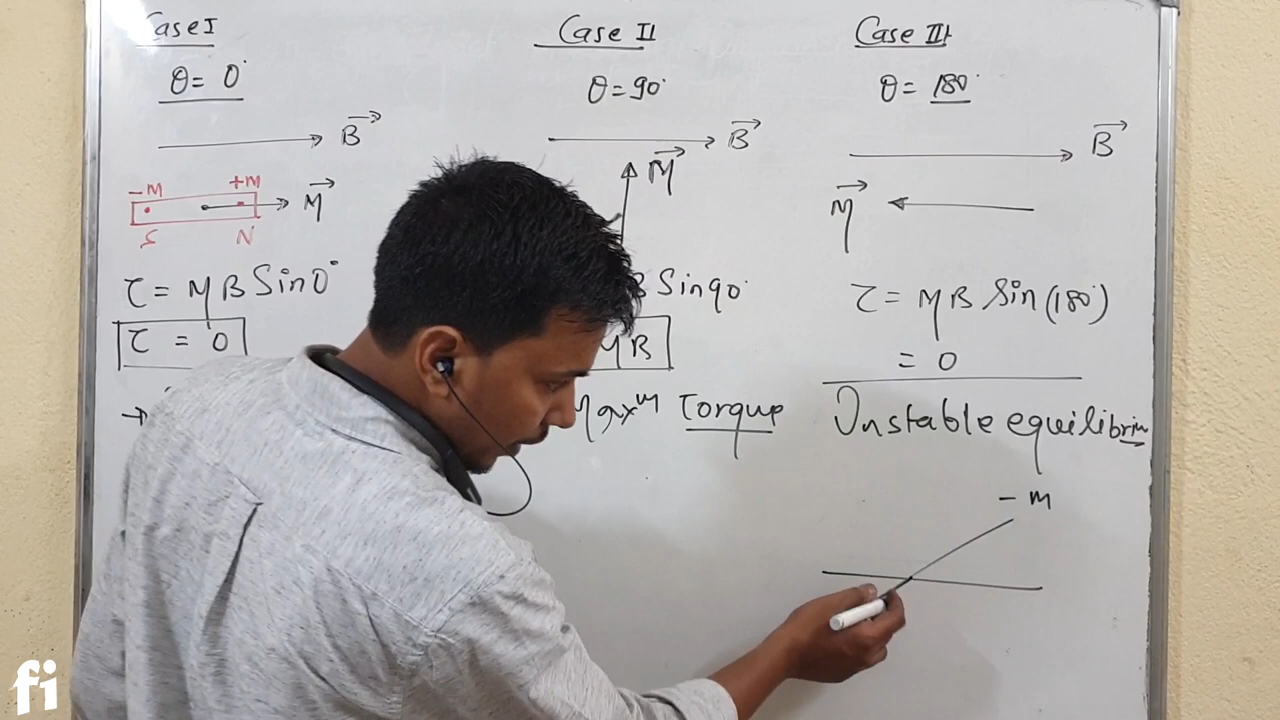 Case I
θ = 0°
B
-m +m
M
S N
τ = MB Sin0°
τ = 0
→
Case II
θ = 90°
B
M
B Sin90°
MB
Maxᵐ Torque
Case III
θ = 180°
B
M
τ = MB Sin(180°)
= 0
Unstable equilibrium
- m
fi